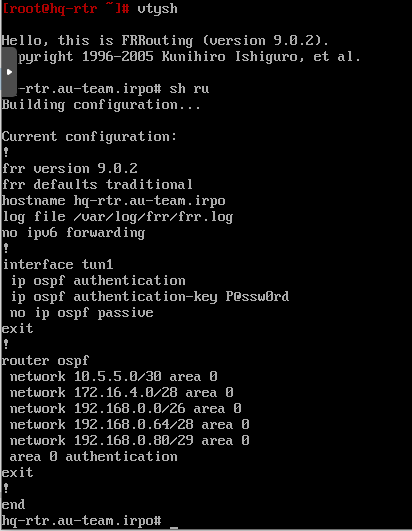 [root@hq-rtr ~]# vtysh
Hello, this is FRRouting (version 9.0.2).
pyright 1996-2005 Kunihiro Ishiguro, et al.
-rtr.au-team.irpo# sh ru
Building configuration...
Current configuration:
!
frr version 9.0.2
frr defaults traditional
hostname hq-rtr.au-team.irpo
log file /var/log/frr/frr.log
no ipv6 forwarding
!
interface tun1
 ip ospf authentication
 ip ospf authentication-key P@ssw0rd
 no ip ospf passive
exit
!
router ospf
 network 10.5.5.0/30 area 0
 network 172.16.4.0/28 area 0
 network 192.168.0.0/26 area 0
 network 192.168.0.64/28 area 0
 network 192.168.0.80/29 area 0
 area 0 authentication
exit
!
end
hq-rtr.au-team.irpo# _